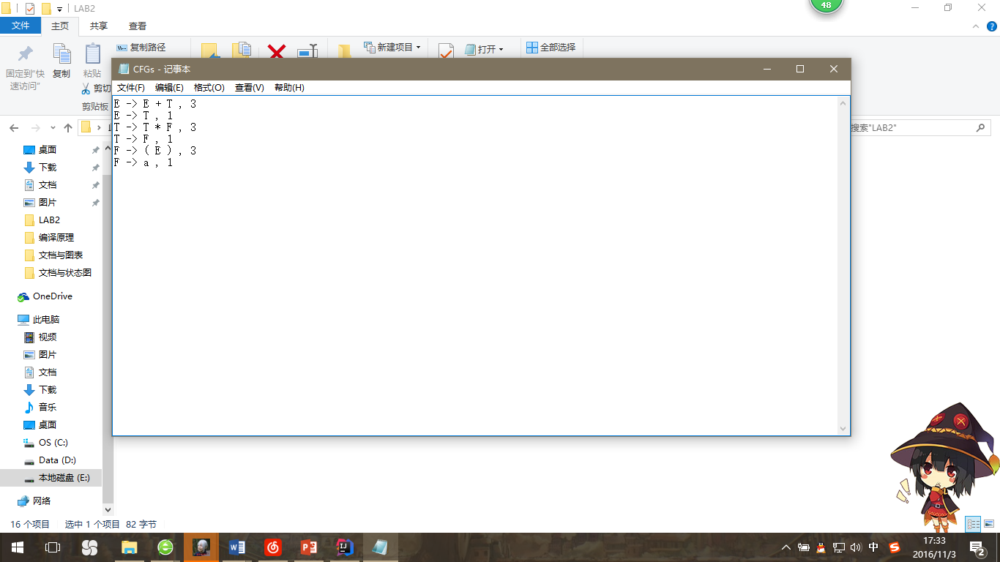 LAB2
48
文件 主页 共享 查看
固定到"快速访问"
复制
粘贴
复制路径
剪切
剪贴板
新建项目
打开
全部选择
CFGs - 记事本
文件(F) 编辑(E) 格式(O) 查看(V) 帮助(H)
E -> E + T , 3
E -> T , 1
T -> T * F , 3
T -> F , 1
F -> ( E ) , 3
F -> a , 1
搜索"LAB2"
桌面
下载
文档
图片
LAB2
编译原理
文档与图表
文档与状态图
OneDrive
此电脑
视频
图片
文档
下载
音乐
桌面
OS (C:)
Data (D:)
本地磁盘 (E:)
网络
16 个项目 选中 1 个项目 82 字节
中
17:33
2016/11/3
2